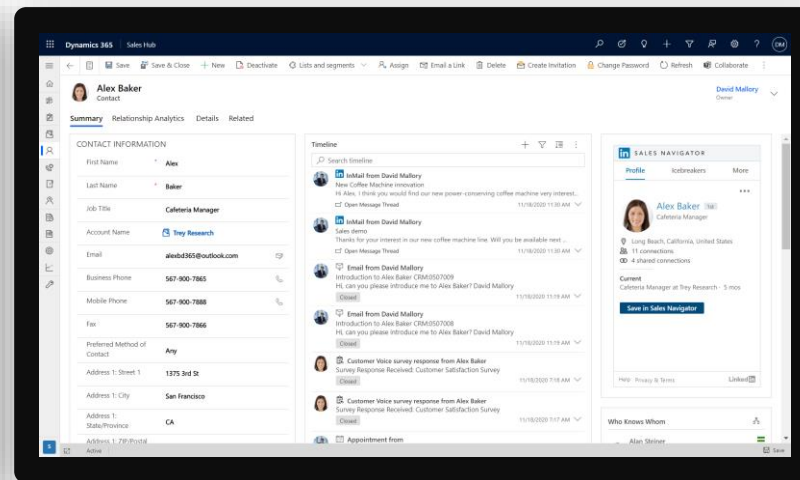 Dynamics 365 Sales Hub
Save Save & Close + New Deactivate Lists and segments Assign Email a Link Delete Create Invitation Change Password Refresh Collaborate
Alex Baker
Contact
David Mallory
Owner
Summary Relationship Analytics Details Related
CONTACT INFORMATION
First Name * Alex
Last Name * Baker
Job Title Cafeteria Manager
Account Name Trey Research
Email alexbd365@outlook.com
Business Phone 567-900-7865
Mobile Phone 567-900-7888
Fax 567-900-7866
Preferred Method of
Contact Any
Address 1: Street 1 1375 3rd St
Address 1: City San Francisco
Address 1:
State/Province CA
Address 1: ZIP/Postal
Timeline
Search timeline
in InMail from David Mallory
New Coffee Machine innovation
Hi Alex, I think you would find our new power-conserving coffee machine very interest...
Open Message Thread 11/18/2020 11:30 AM
in InMail from David Mallory
Sales demo
Thanks for your interest in our new coffee machine line. Will you be available next ...
Open Message Thread 11/18/2020 11:30 AM
Email from David Mallory
Introduction to Alex Baker CRM:0507009
Hi, can you please introduce me to Alex Baker? David Mallory
Closed 11/18/2020 11:19 AM
Email from David Mallory
Introduction to Alex Baker CRM:0507008
Hi, can you please introduce me to Alex Baker? David Mallory
Closed 11/18/2020 11:19 AM
Customer Voice survey response from Alex Baker
Survey Response Received: Customer Satisfaction Survey
Closed 11/18/2020 7:18 AM
Customer Voice survey response from Alex Baker
Survey Response Received: Customer Satisfaction Survey
Closed 11/18/2020 7:17 AM
Appointment from
in SALES NAVIGATOR
Profile Icebreakers More
Alex Baker 1st
Cafeteria Manager
Long Beach, California, United States
11 connections
4 shared connections
Current
Cafeteria Manager at Trey Research · 5 mos
Save in Sales Navigator
Help Privacy & Terms LinkedIn
Who Knows Whom
Alan Steiner
S
Active
Save
DM